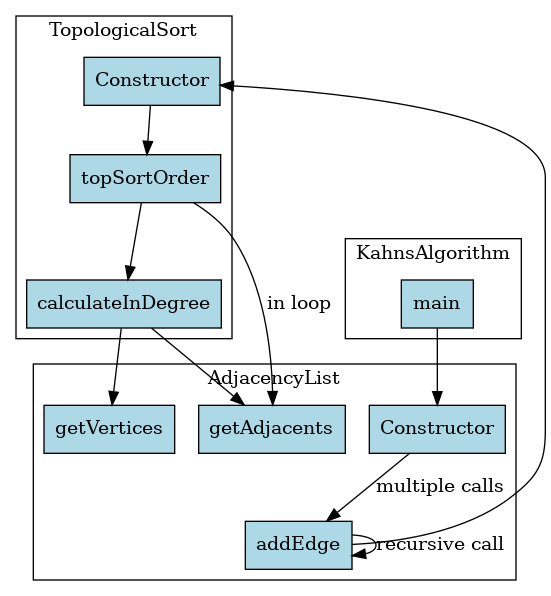 TopologicalSort
Constructor
topSortOrder
KahnsAlgorithm
calculateInDegree
in loop
main
AdjacencyList
getVertices
getAdjacents
Constructor
multiple calls
addEdge
recursive call